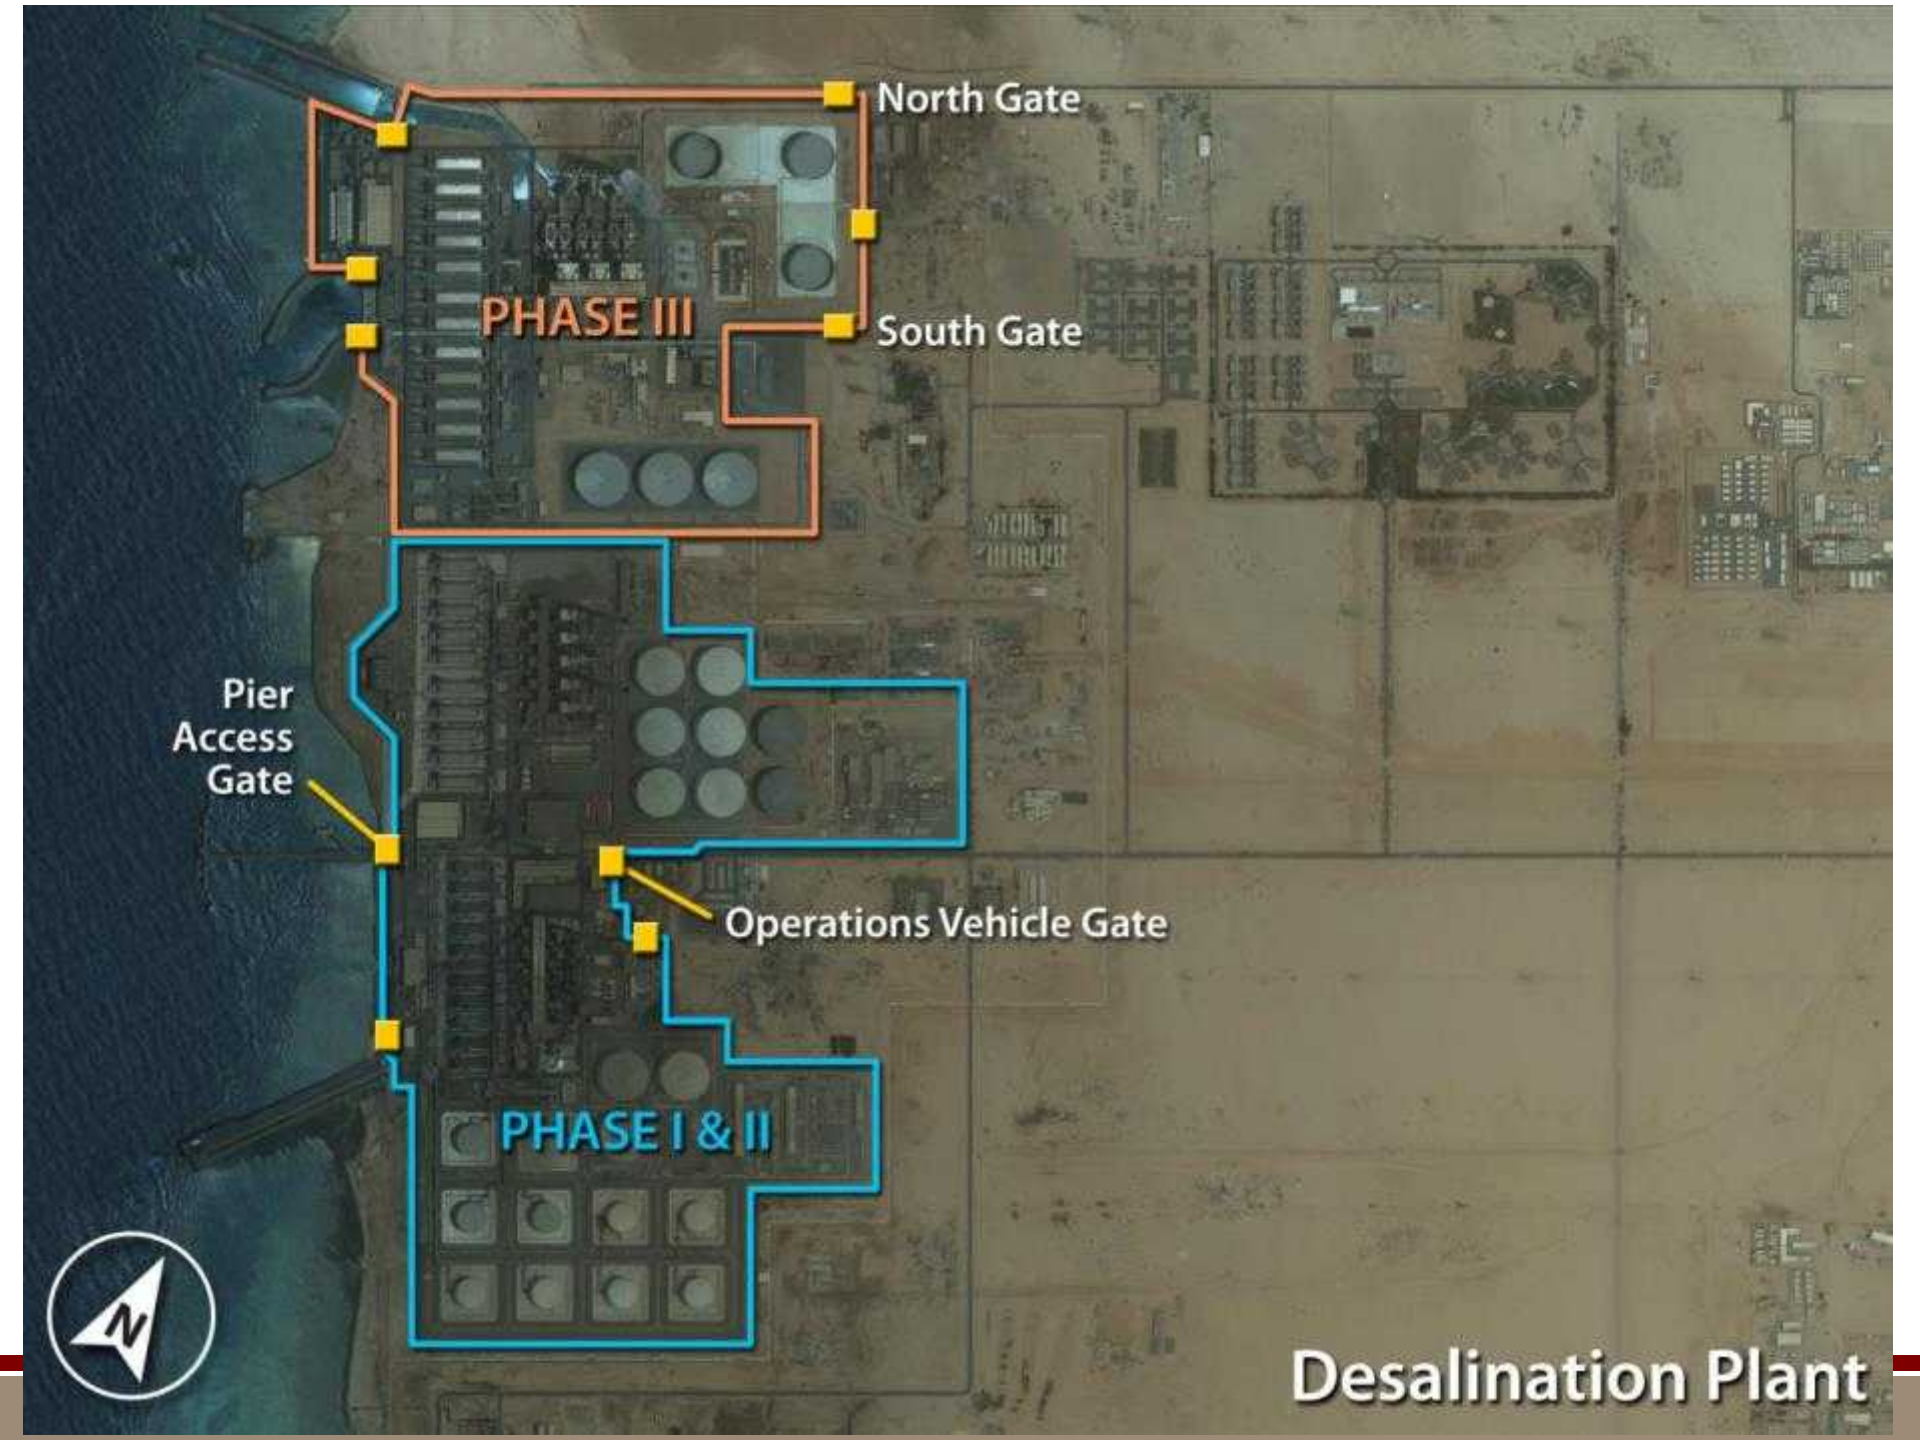 North Gate
PHASE III
South Gate
Pier
Access
Gate
Operations Vehicle Gate
PHASE I & II
N
Desalination Plant